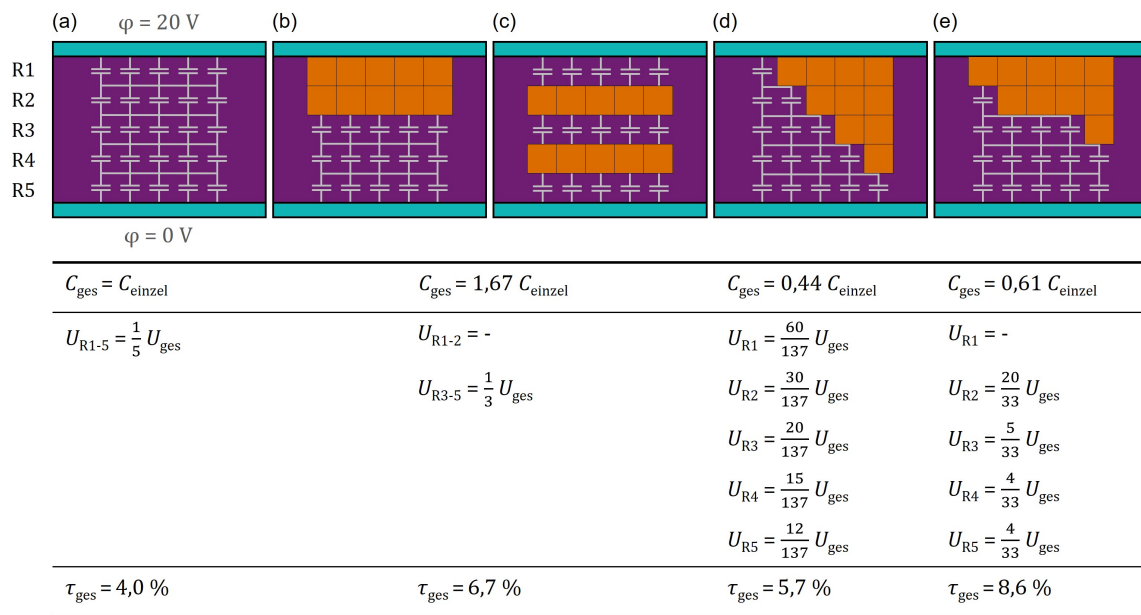 (a) φ = 20 V (b) (c) (d) (e)
R1
R2
R3
R4
R5
φ = 0 V
C_ges = C_einzel C_ges = 1,67 C_einzel C_ges = 0,44 C_einzel C_ges = 0,61 C_einzel
U_R1-5 = 1/5 U_ges U_R1-2 = - U_R1 = 60/137 U_ges U_R1 = -
U_R3-5 = 1/3 U_ges U_R2 = 30/137 U_ges U_R2 = 20/33 U_ges
U_R3 = 20/137 U_ges U_R3 = 5/33 U_ges
U_R4 = 15/137 U_ges U_R4 = 4/33 U_ges
U_R5 = 12/137 U_ges U_R5 = 4/33 U_ges
τ_ges = 4,0 % τ_ges = 6,7 % τ_ges = 5,7 % τ_ges = 8,6 %